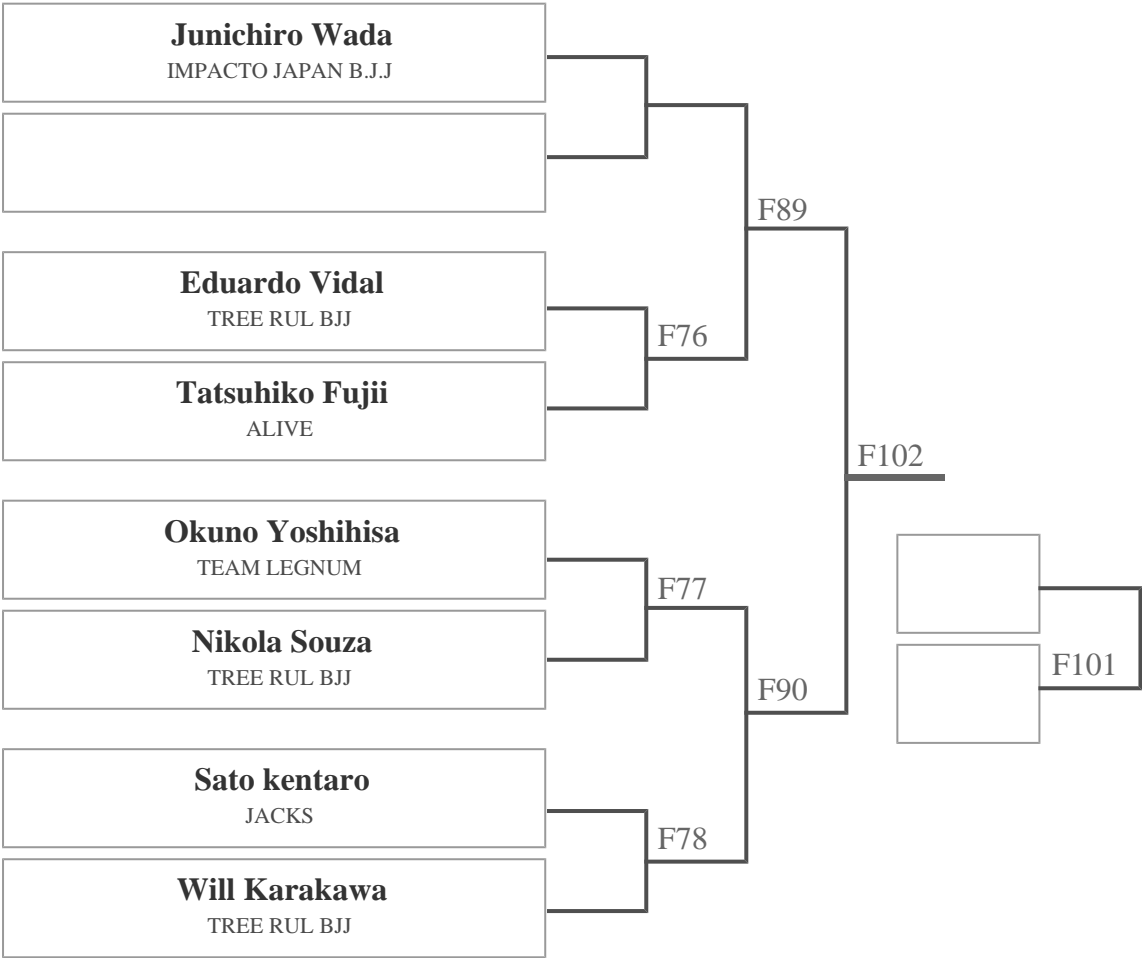 Junichiro Wada
IMPACTO JAPAN B.J.J
F89
Eduardo Vidal
TREE RUL BJJ
F76
Tatsuhiko Fujii
ALIVE
F102
Okuno Yoshihisa
TEAM LEGNUM
F77
Nikola Souza
TREE RUL BJJ
F90
F101
Sato kentaro
JACKS
F78
Will Karakawa
TREE RUL BJJ